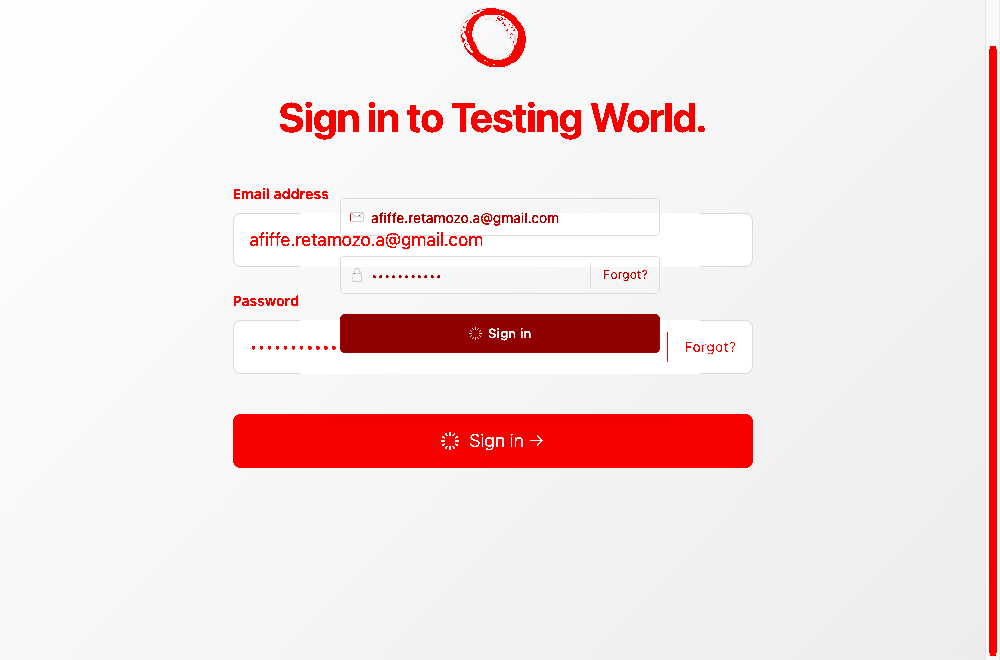 Sign in to Testing World.
Email address
afiffe.retamozo.a@gmail.com
afiffe.retamozo.a@gmail.com
••••••••••• Forgot?
Password
Sign in
••••••••••• Forgot?
Sign in →